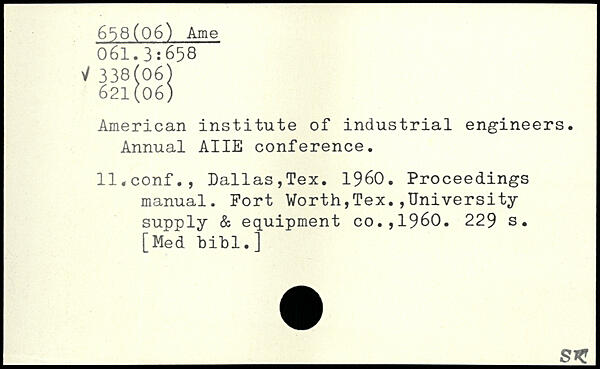 658(06) Ame
061.3:658
✓ 338(06)
621(06)
American institute of industrial engineers.
Annual AIIE conference.
11.conf., Dallas,Tex. 1960. Proceedings
manual. Fort Worth,Tex.,University
supply & equipment co.,1960. 229 s.
[Med bibl.]